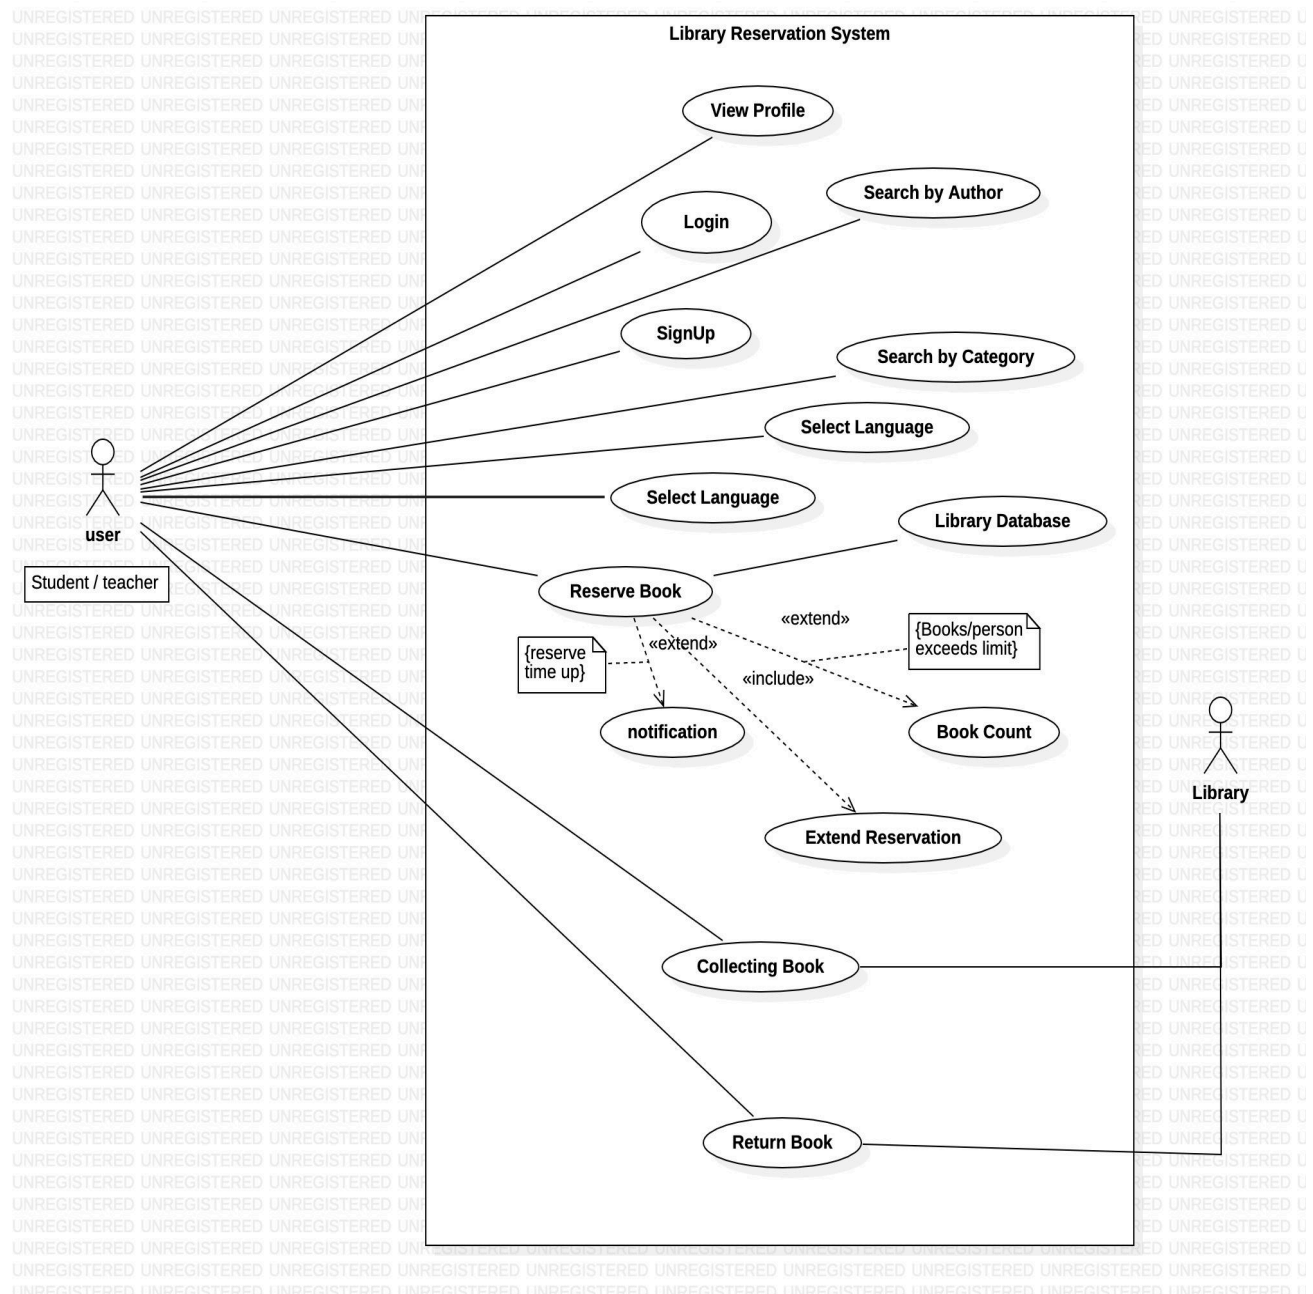 Library Reservation System
View Profile
Search by Author
Login
SignUp
Search by Category
Select Language
Select Language
Library Database
user
Student / teacher
Reserve Book
«extend»
{Books/person
exceeds limit}
«extend»
{reserve
time up}
«include»
notification
Book Count
Library
Extend Reservation
Collecting Book
Return Book
UNREGISTERED